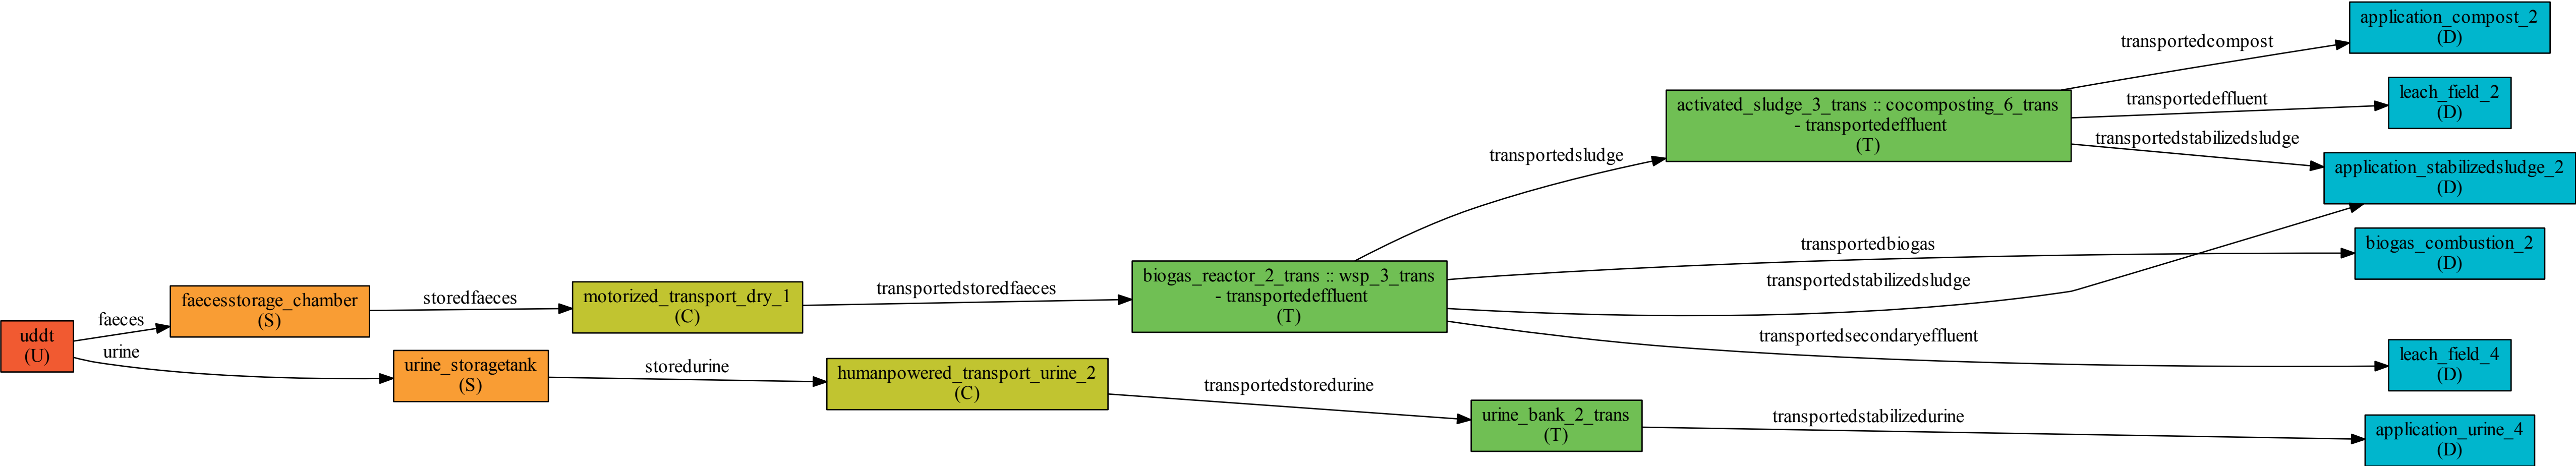 uddt
(U)
faeces
urine
faecesstorage_chamber
(S)
urine_storagetank
(S)
storedfaeces
storedurine
motorized_transport_dry_1
(C)
humanpowered_transport_urine_2
(C)
transportedstoredfaeces
transportedstoredurine
biogas_reactor_2_trans :: wsp_3_trans
- transportedeffluent
(T)
urine_bank_2_trans
(T)
transportedsludge
activated_sludge_3_trans :: cocomposting_6_trans
- transportedeffluent
(T)
transportedbiogas
transportedstabilizedsludge
transportedsecondaryeffluent
transportedstabilizedurine
transportedcompost
transportedeffluent
transportedstabilizedsludge
application_compost_2
(D)
leach_field_2
(D)
application_stabilizedsludge_2
(D)
biogas_combustion_2
(D)
leach_field_4
(D)
application_urine_4
(D)